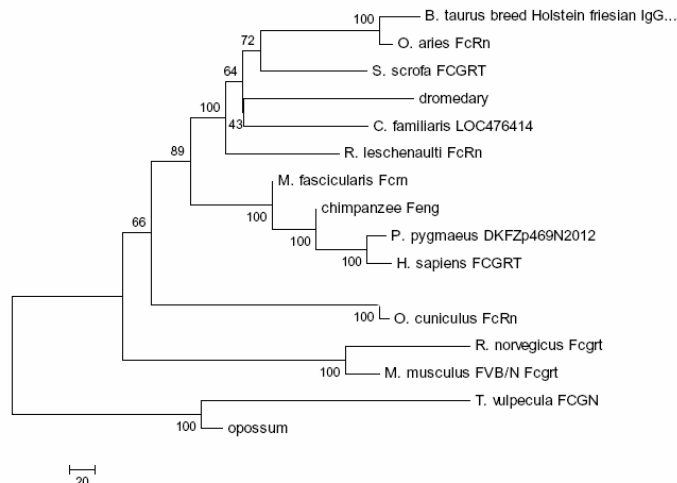 B. taurus breed Holstein friesian IgG...
100
O. aries FcRn
72
S. scrofa FCGRT
64
dromedary
100
43
C. familiaris LOC476414
R. leschenaulti FcRn
89
M. fascicularis Fcrn
chimpanzee Feng
100
66
P. pygmaeus DKFZp469N2012
100
100
H. sapiens FCGRT
100
O. cuniculus FcRn
R. norvegicus Fcgrt
100
M. musculus FVB/N Fcgrt
T. vulpecula FCGN
100
opossum
20